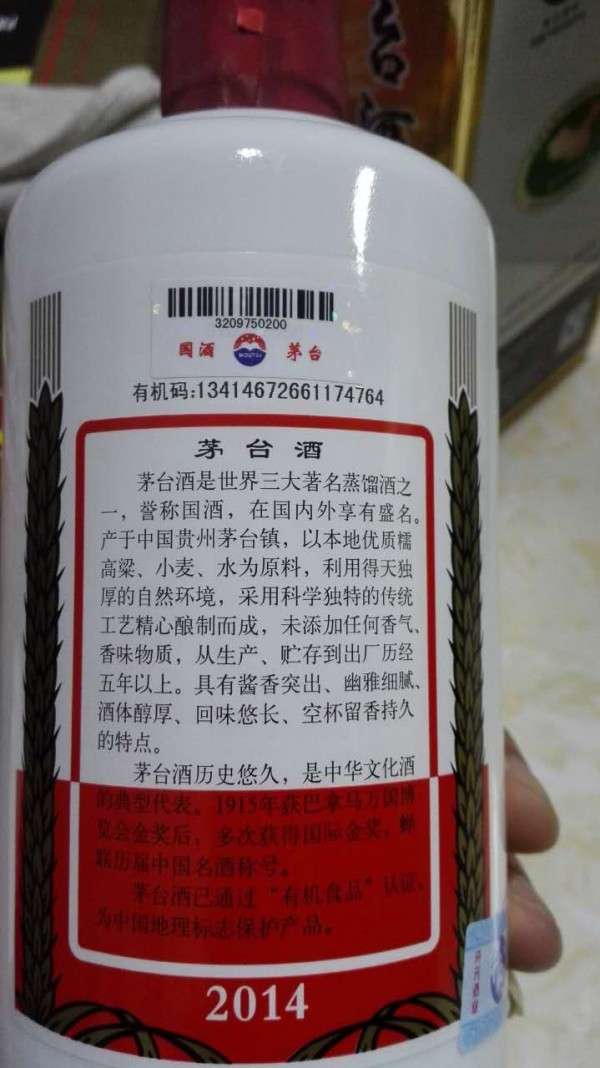 台酒
3209750200
国酒 MOUTAI 茅台
有机码:13414672661174764
茅台酒
茅台酒是世界三大著名蒸馏酒之
一，誉称国酒，在国内外享有盛名。
产于中国贵州茅台镇，以本地优质糯
高粱、小麦、水为原料，利用得天独
厚的自然环境，采用科学独特的传统
工艺精心酿制而成，未添加任何香气、
香味物质，从生产、贮存到出厂历经
五年以上。具有酱香突出、幽雅细腻、
酒体醇厚、回味悠长、空杯留香持久
的特点。
茅台酒历史悠久，是中华文化酒
的典型代表。1915年获巴拿马万国博
览会金奖后，多次获得国际金奖，蝉
联历届中国名酒称号。
茅台酒已通过“有机食品”认证，
为中国地理标志保护产品。
2014